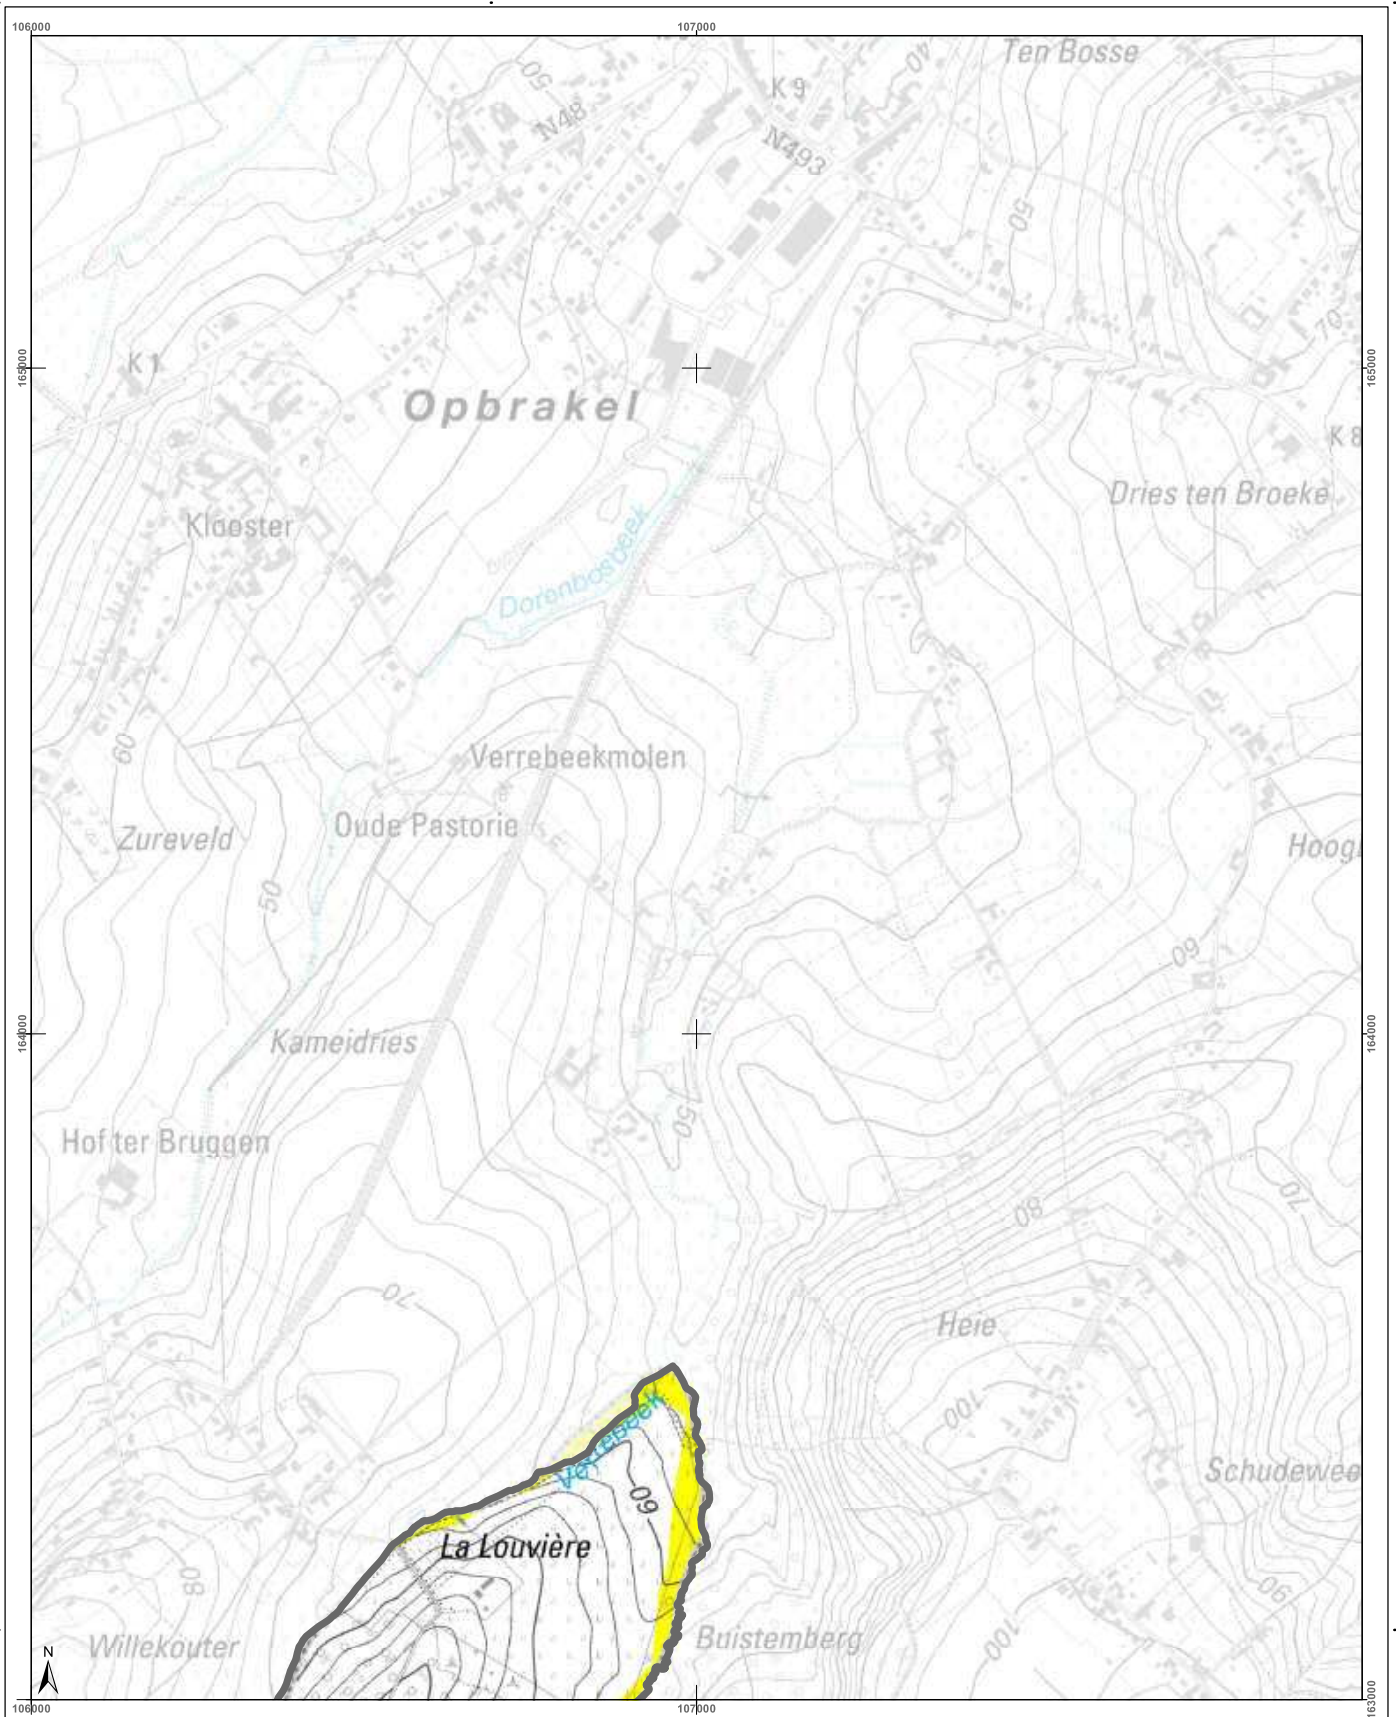 106000
107000
Ten Bosse
50
40
K 9
N48
N493
50
70
165000
165000
K 1
Opbrakel
K 8
Dries ten Broeke
Klooster
Dorenbosbeek
60
Verrebeekmolen
Zureveld
Oude Pastorie
Hoogl
50
60
164000
164000
Kameidries
50
Hof ter Bruggen
70
80
70
Heie
100
Verrebeek
Schudewee
60
La Louvière
80
90
Willekouter
Buistemberg
100
N
106000
107000
163000